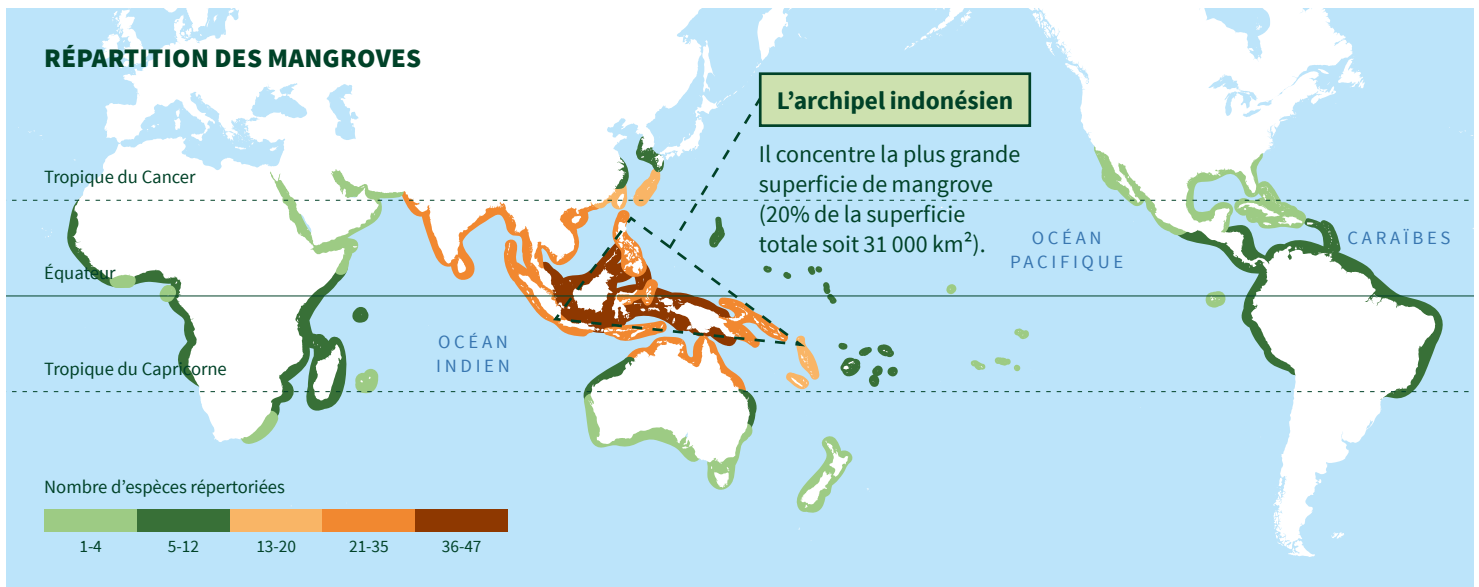 RÉPARTITION DES MANGROVES
L’archipel indonésien
Il concentre la plus grande
superficie de mangrove
(20% de la superficie
totale soit 31 000 km²).
Tropique du Cancer
OCÉAN
PACIFIQUE
CARAÏBES
Équateur
OCÉAN
INDIEN
Tropique du Capricorne
Nombre d’espèces répertoriées
1-4
5-12
13-20
21-35
36-47